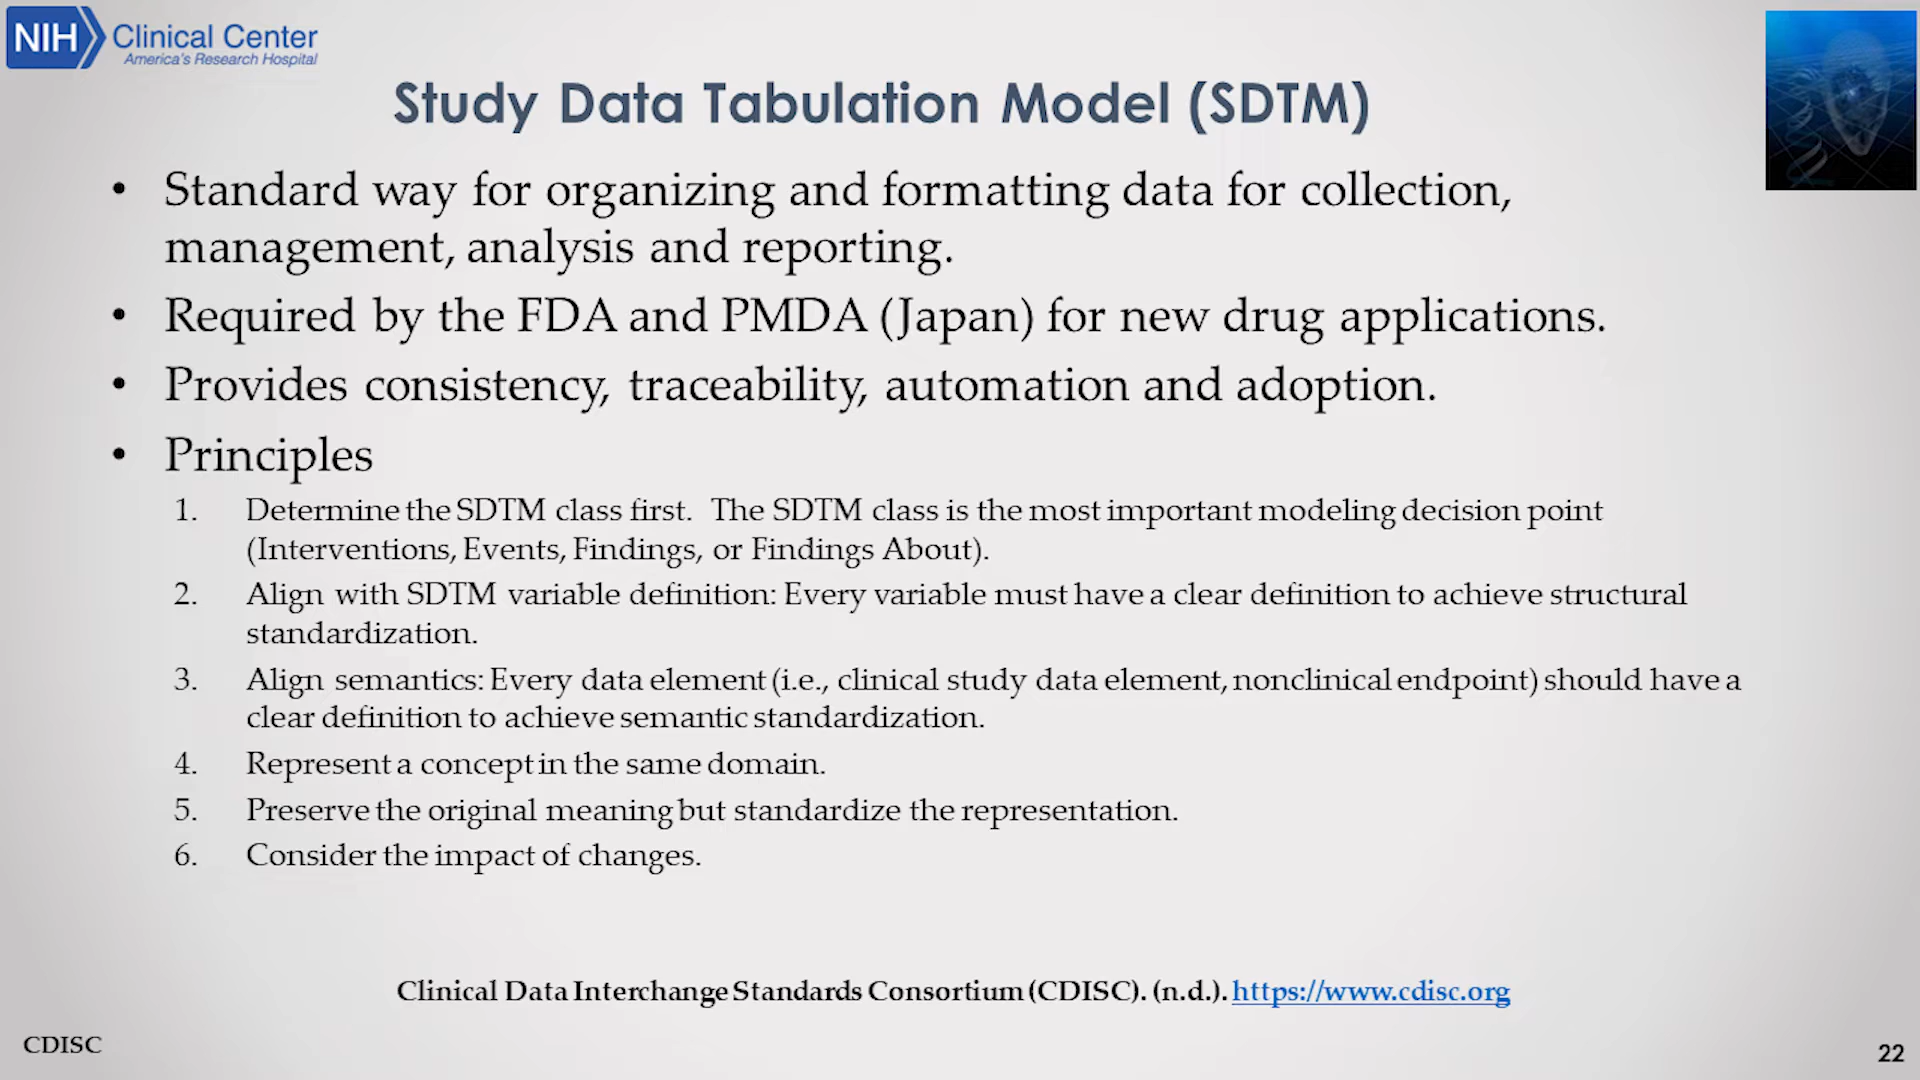 NIH Clinical Center
America's Research Hospital
Study Data Tabulation Model (SDTM)
• Standard way for organizing and formatting data for collection,
management, analysis and reporting.
• Required by the FDA and PMDA (Japan) for new drug applications.
• Provides consistency, traceability, automation and adoption.
• Principles
1. Determine the SDTM class first. The SDTM class is the most important modeling decision point
(Interventions, Events, Findings, or Findings About).
2. Align with SDTM variable definition: Every variable must have a clear definition to achieve structural
standardization.
3. Align semantics: Every data element (i.e., clinical study data element, nonclinical endpoint) should have a
clear definition to achieve semantic standardization.
4. Represent a concept in the same domain.
5. Preserve the original meaning but standardize the representation.
6. Consider the impact of changes.
Clinical Data Interchange Standards Consortium (CDISC). (n.d.). https://www.cdisc.org
CDISC
22